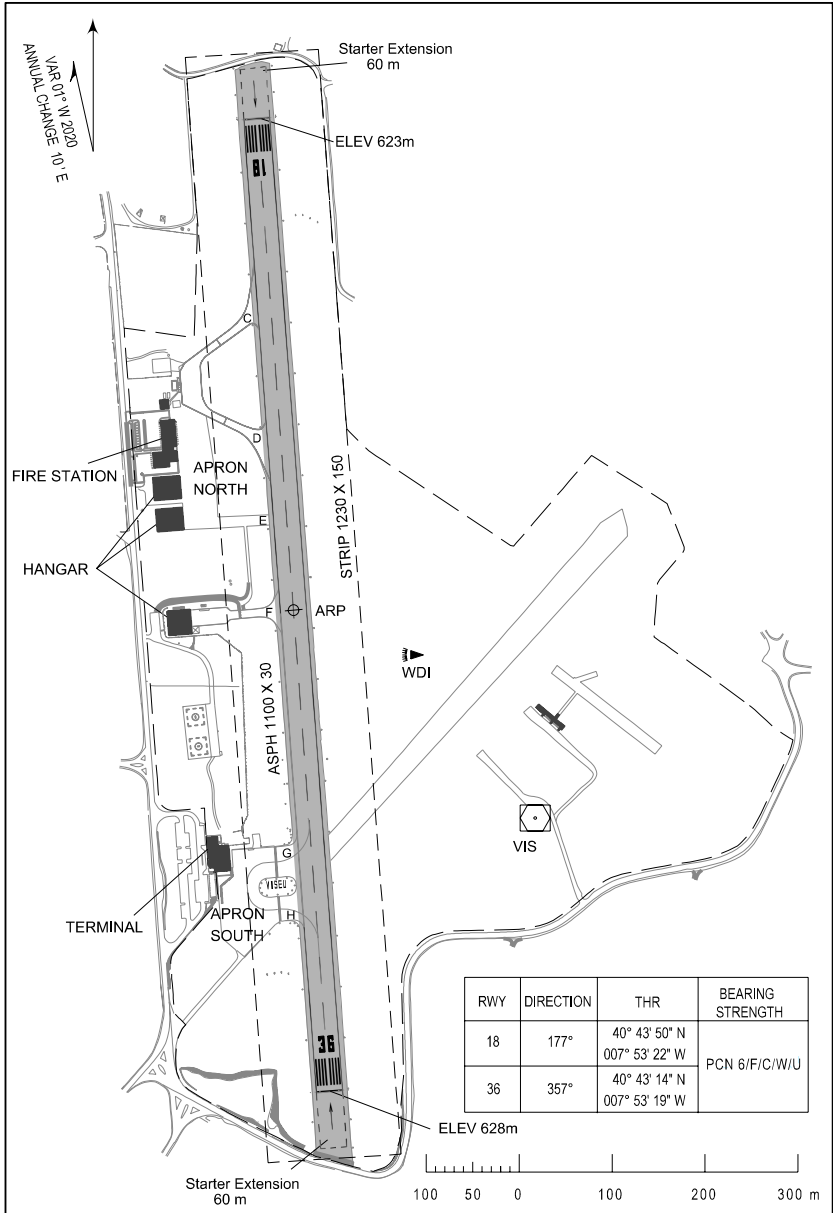 VAR 01° W 2020
ANNUAL CHANGE 10' E
Starter Extension
60 m
ELEV 623m
18
C
D
FIRE STATION
APRON
NORTH
STRIP 1230 X 150
E
HANGAR
F
ARP
WDI
ASPH 1100 X 30
VIS
G
VISEU
TERMINAL
H
APRON
SOUTH
36
RWY DIRECTION THR BEARING
STRENGTH
18 177° 40° 43' 50" N
007° 53' 22" W
PCN 6/F/C/W/U
36 357° 40° 43' 14" N
007° 53' 19" W
ELEV 628m
Starter Extension
60 m
100 50 0 100 200 300 m